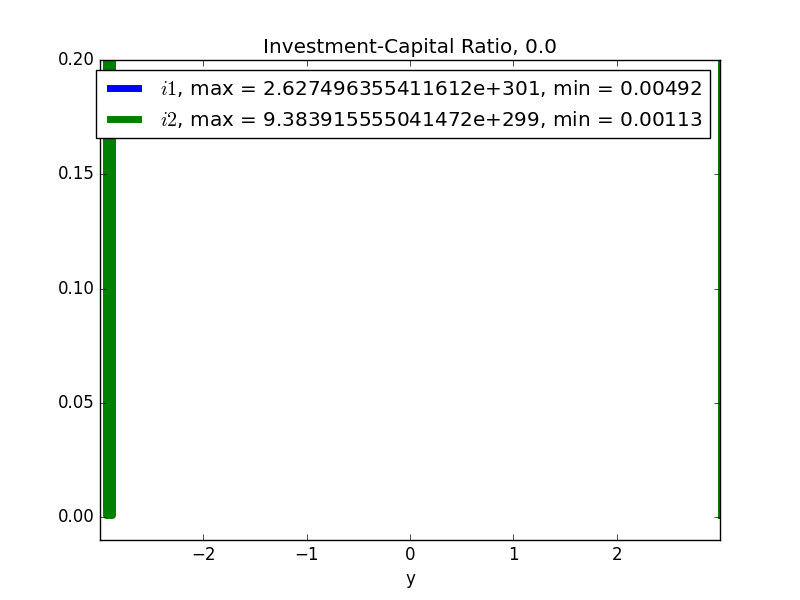 Investment-Capital Ratio, 0.0
i1, max = 2.627496355411612e+301, min = 0.00492
i2, max = 9.383915555041472e+299, min = 0.00113
0.20
0.15
0.10
0.05
0.00
−2 −1 0 1 2
y